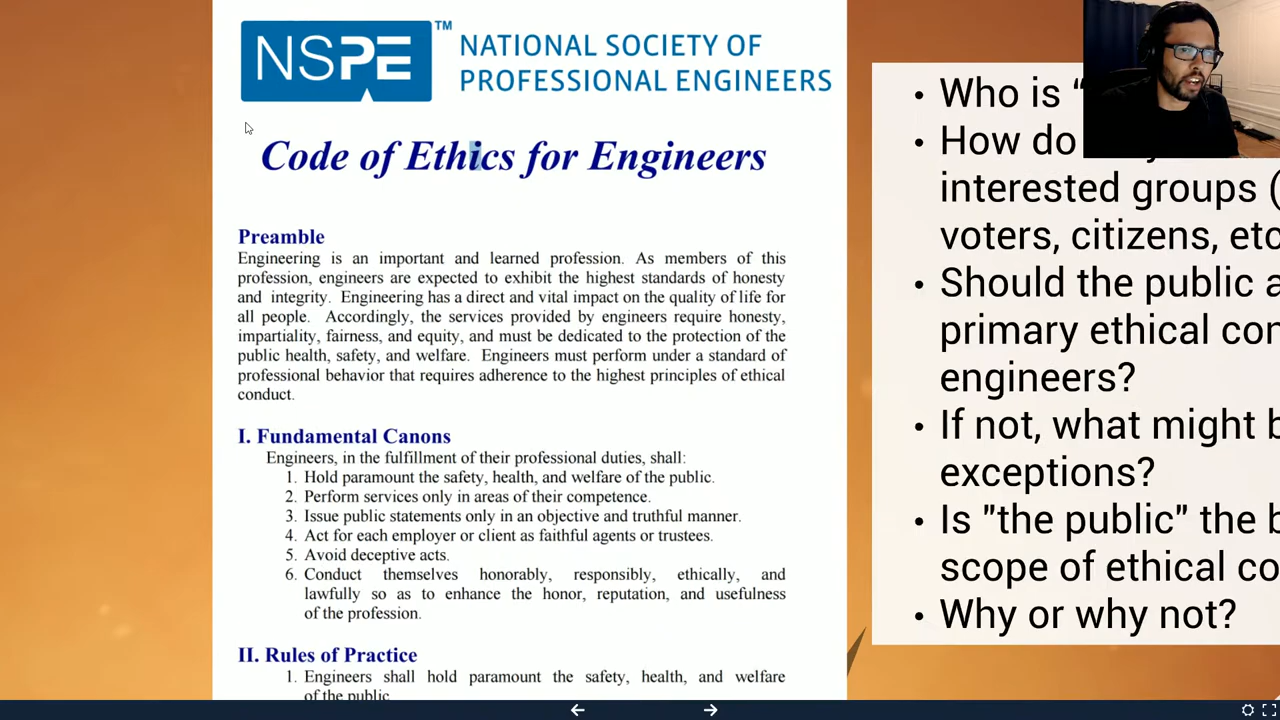 NSPE™
NATIONAL SOCIETY OF
PROFESSIONAL ENGINEERS
Code of Ethics for Engineers
Preamble
Engineering is an important and learned profession. As members of this
profession, engineers are expected to exhibit the highest standards of honesty
and integrity. Engineering has a direct and vital impact on the quality of life for
all people. Accordingly, the services provided by engineers require honesty,
impartiality, fairness, and equity, and must be dedicated to the protection of the
public health, safety, and welfare. Engineers must perform under a standard of
professional behavior that requires adherence to the highest principles of ethical
conduct.
I. Fundamental Canons
Engineers, in the fulfillment of their professional duties, shall:
1. Hold paramount the safety, health, and welfare of the public.
2. Perform services only in areas of their competence.
3. Issue public statements only in an objective and truthful manner.
4. Act for each employer or client as faithful agents or trustees.
5. Avoid deceptive acts.
6. Conduct themselves honorably, responsibly, ethically, and
lawfully so as to enhance the honor, reputation, and usefulness
of the profession.
II. Rules of Practice
1. Engineers shall hold paramount the safety, health, and welfare
of the public.
• Who is “
• How do
interested groups (
voters, citizens, etc
• Should the public
primary ethical
engineers?
• If not, what might
exceptions?
• Is "the public" the
scope of ethical
• Why or why not?